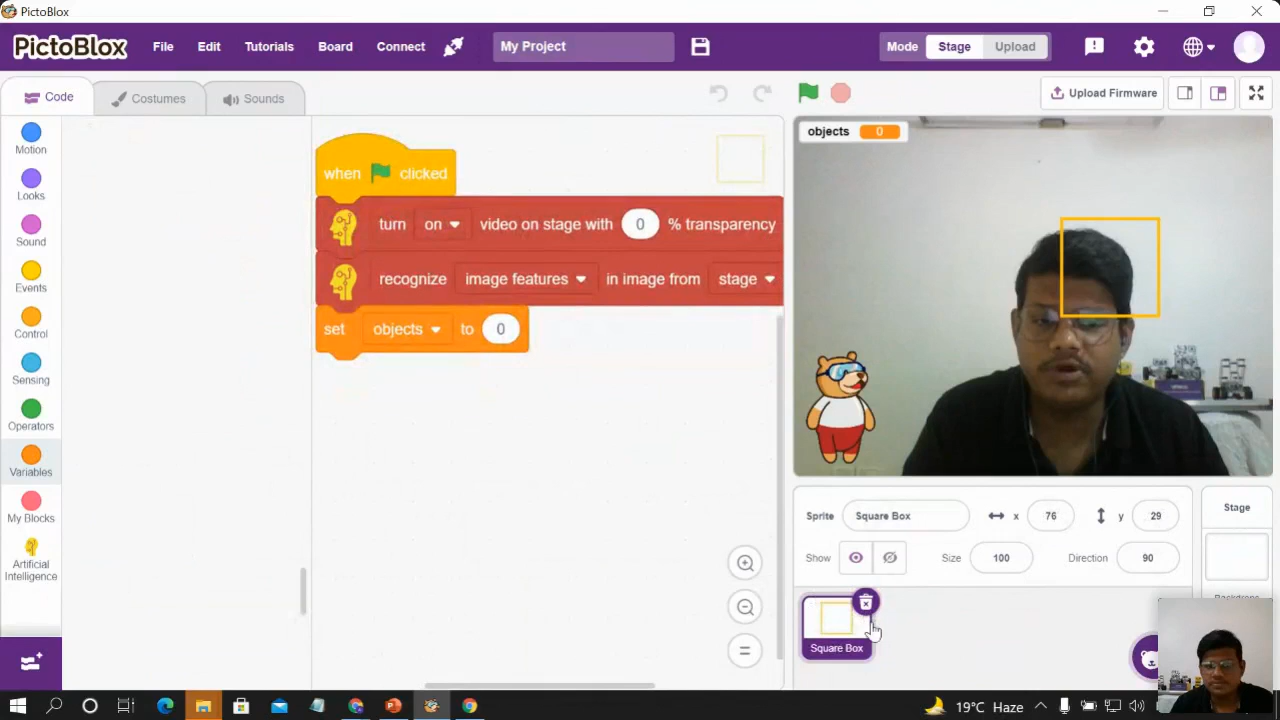 PictoBlox
PictoBlox File Edit Tutorials Board Connect My Project Mode Stage Upload
Code Costumes Sounds Upload Firmware
Motion
Looks
Sound
Events
Control
Sensing
Operators
Variables
My Blocks
Artificial
Intelligence
when clicked
turn on video on stage with 0 % transparency
recognize image features in image from stage
set objects to 0
objects 0
Sprite Square Box x 76 y 29
Show Size 100 Direction 90
Square Box
Stage
Backdrops
19°C Haze